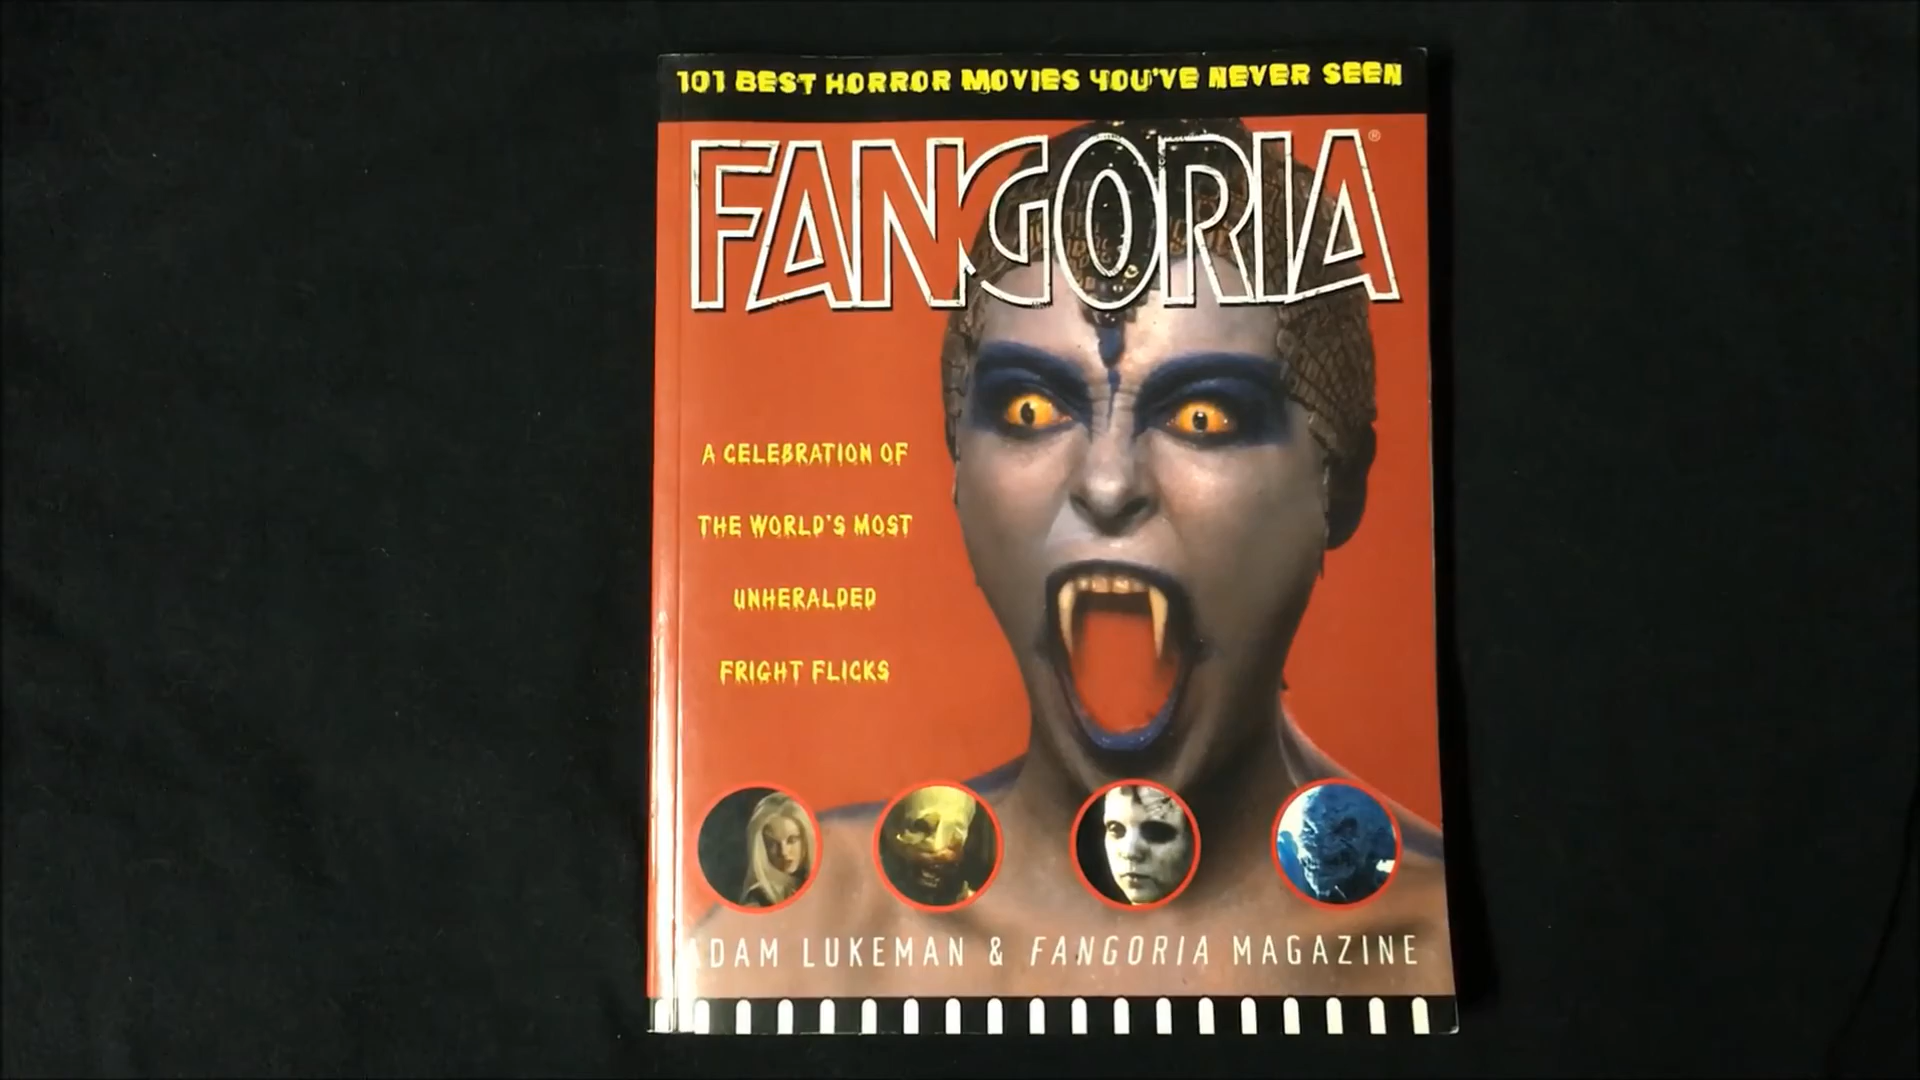 101 BEST HORROR MOVIES YOU'VE NEVER SEEN
FANGORIA®
A CELEBRATION OF
THE WORLD'S MOST
UNHERALDED
FRIGHT FLICKS
ADAM LUKEMAN & FANGORIA MAGAZINE